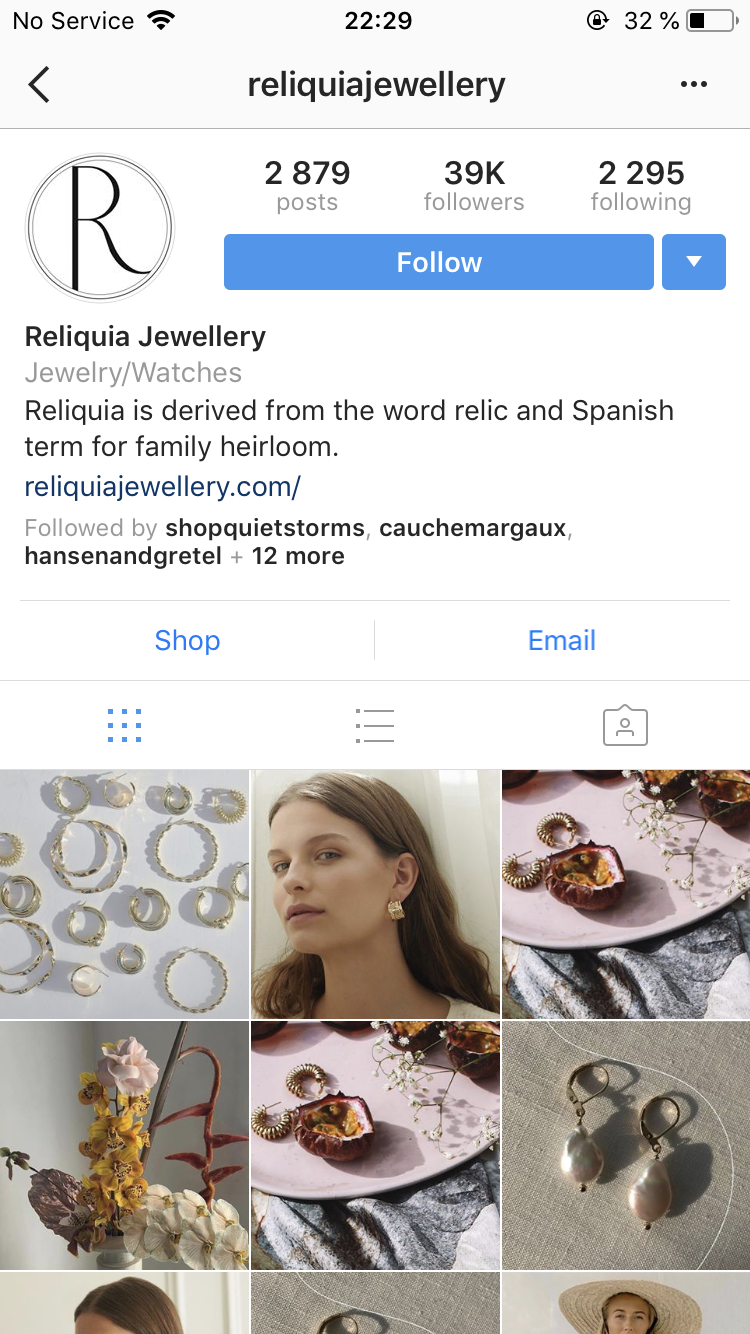 No Service 22:29 32 %
reliquiajewellery
R
2 879 39K 2 295
posts followers following
Follow
Reliquia Jewellery
Jewelry/Watches
Reliquia is derived from the word relic and Spanish
term for family heirloom.
reliquiajewellery.com/
Followed by shopquietstorms, cauchemargaux,
hansenandgretel + 12 more
Shop Email